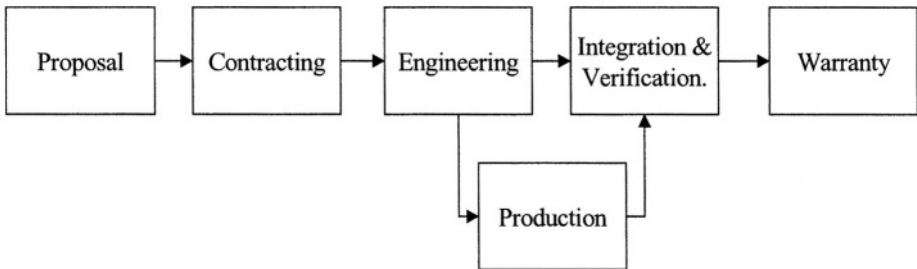 Proposal
Contracting
Engineering
Integration &
Verification.
Warranty
Production